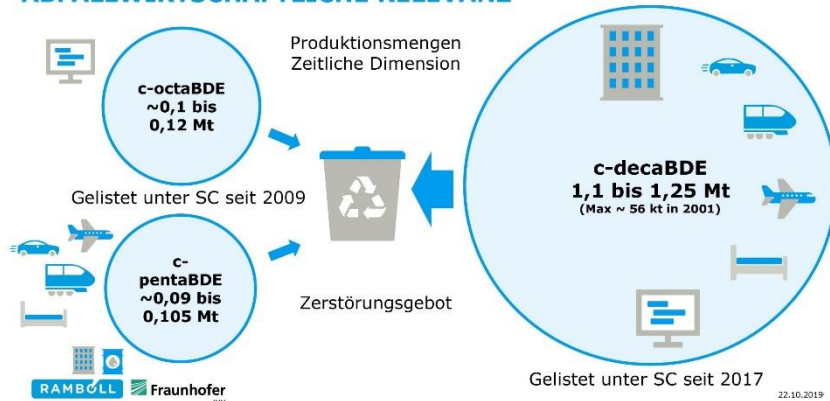 ABFALLWIRTSCHAFTLICHE RELEVANZ
Produktionsmengen
Zeitliche Dimension
c-octaBDE
~0,1 bis
0,12 Mt
Gelistet unter SC seit 2009
c-
pentaBDE
~0,09 bis
0,105 Mt
Zerstörungsgebot
c-decaBDE
1,1 bis 1,25 Mt
(Max ~ 56 kt in 2001)
Gelistet unter SC seit 2017
RAMBOLL
Fraunhofer
22.10.2019